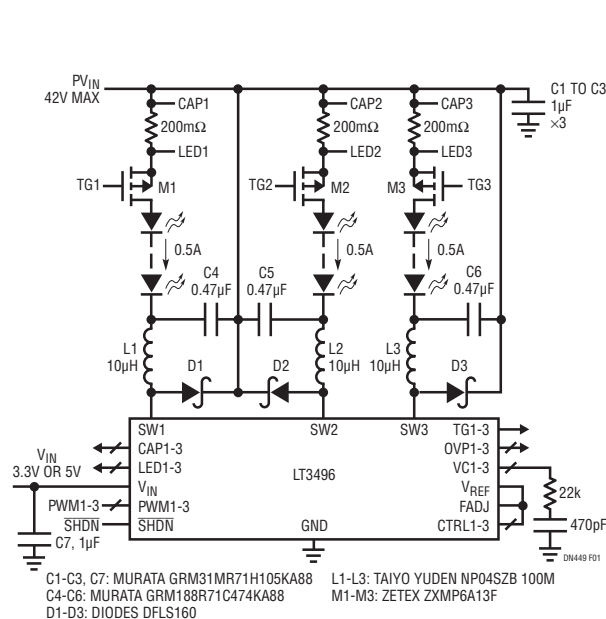 PVIN
42V MAX
C1 TO C3
1µF
×3
CAP1
CAP2
CAP3
200mΩ
200mΩ
200mΩ
LED1
LED2
LED3
TG1
M1
TG2
M2
M3
TG3
0.5A
0.5A
0.5A
C4
0.47µF
C5
0.47µF
C6
0.47µF
L1
10µH
L2
10µH
L3
10µH
D1
D2
D3
SW1
SW2
SW3
TG1-3
CAP1-3
OVP1-3
LED1-3
VC1-3
VIN
3.3V OR 5V
VIN
LT3496
VREF
22k
PWM1-3
PWM1-3
FADJ
SHDN
SHDN
GND
CTRL1-3
470pF
C7, 1µF
DN449 F01
C1-C3, C7: MURATA GRM31MR71H105KA88
C4-C6: MURATA GRM188R71C474KA88
D1-D3: DIODES DFLS160
L1-L3: TAIYO YUDEN NP04SZB 100M
M1-M3: ZETEX ZXMP6A13F